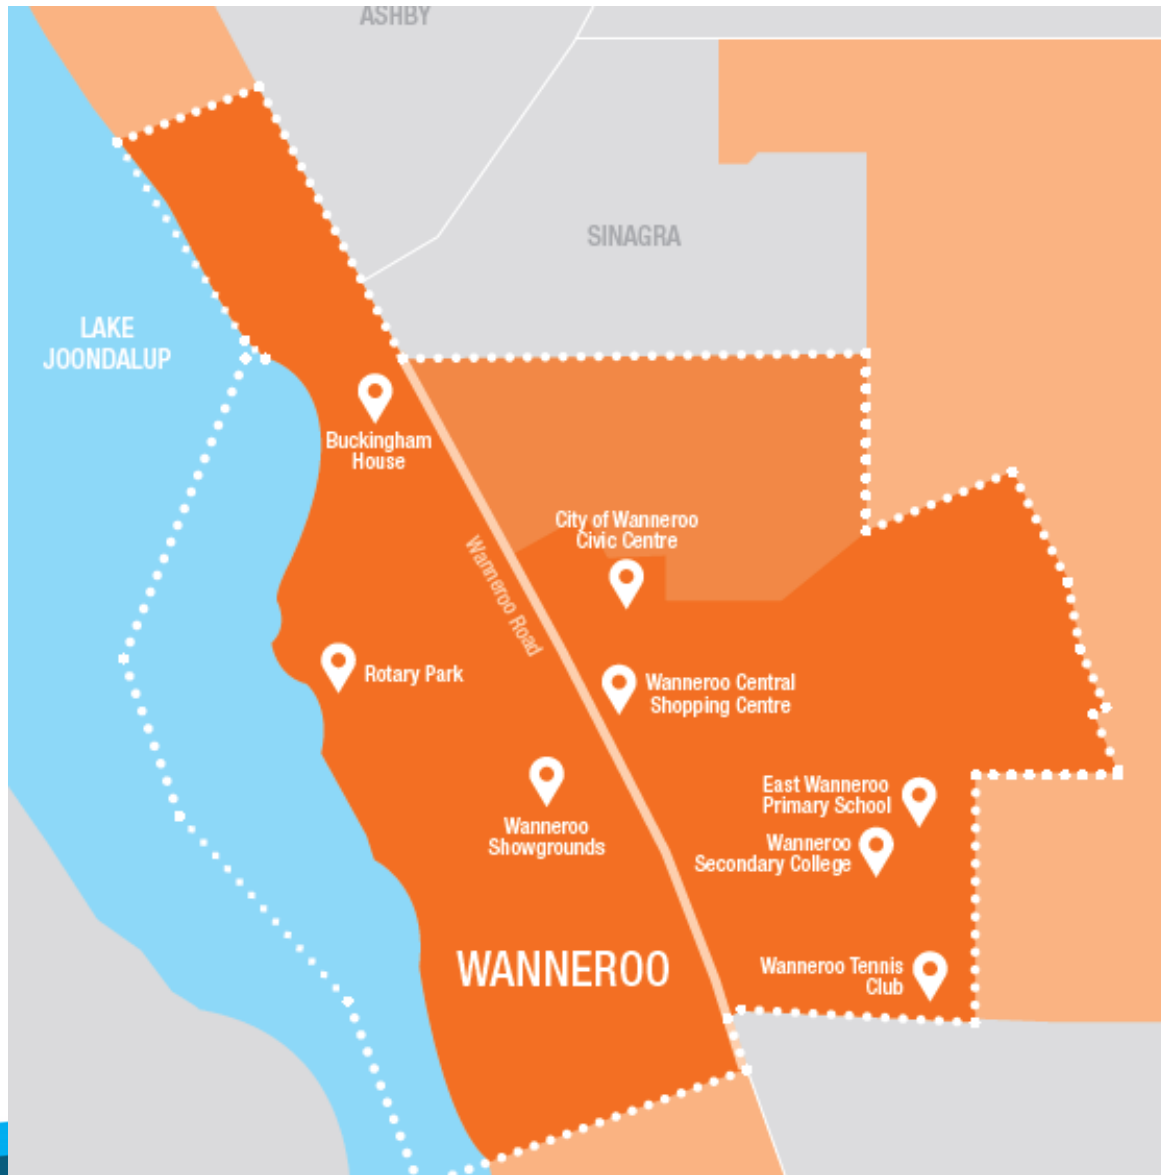 ASHBY
SINAGRA
LAKE
JOONDALUP
Buckingham
House
City of Wanneroo
Civic Centre
Wanneroo Road
Rotary Park
Wanneroo Central
Shopping Centre
Wanneroo
Showgrounds
East Wanneroo
Primary School
Wanneroo
Secondary College
WANNEROO
Wanneroo Tennis
Club